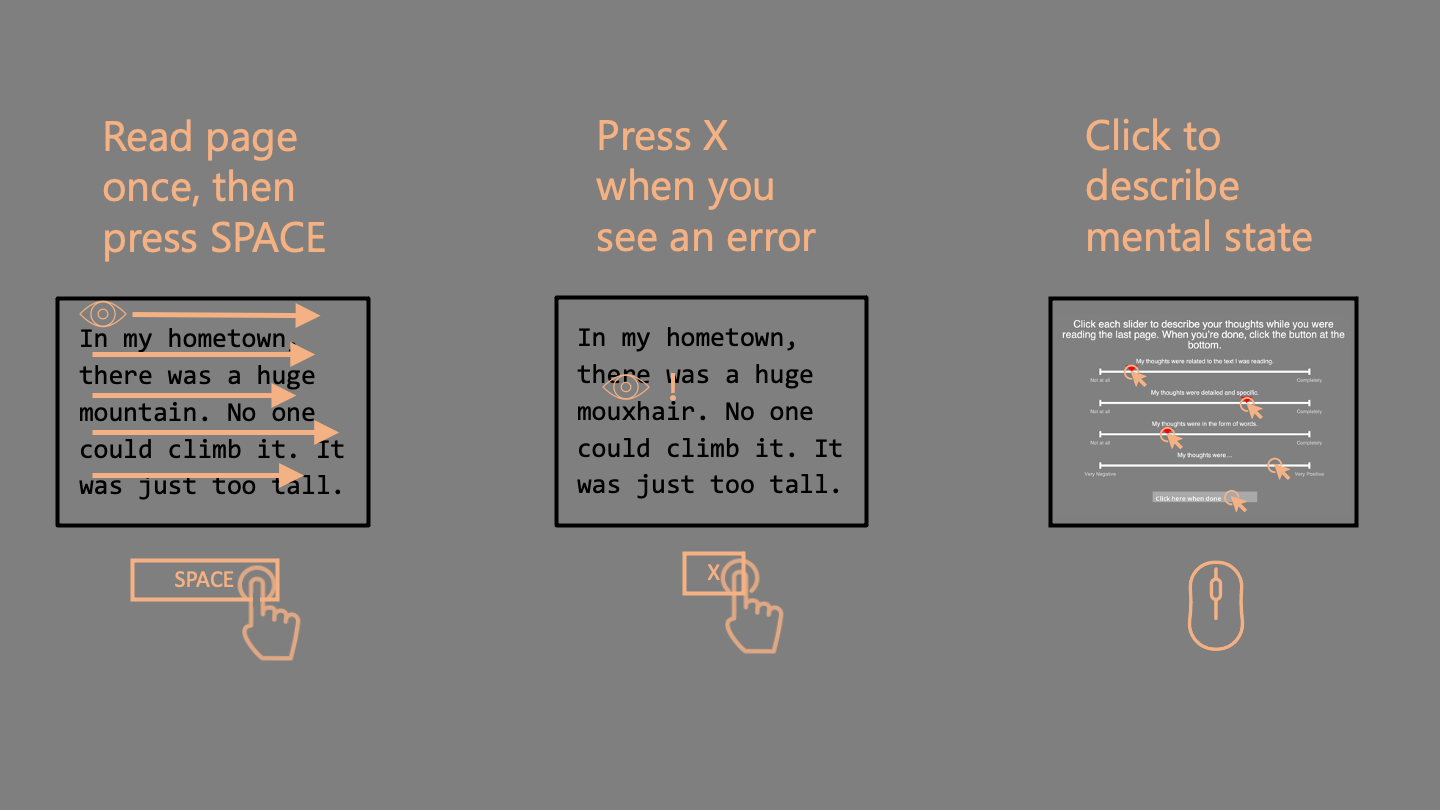 Read page
once, then
press SPACE
In my hometown,
there was a huge
mountain. No one
could climb it. It
was just too tall.
SPACE
Press X
when you
see an error
In my hometown,
there was a huge
mouxhair. No one
could climb it. It
was just too tall.
!
X
Click to
describe
mental state
Click each slider to describe your thoughts while you were
reading the last page. When you're done, click the button at the
bottom.
My thoughts were related to the text I was reading.
Not at all Completely
My thoughts were detailed and specific.
Not at all Completely
My thoughts were in the form of words.
Not at all Completely
My thoughts were...
Very Negative Very Positive
Click here when done